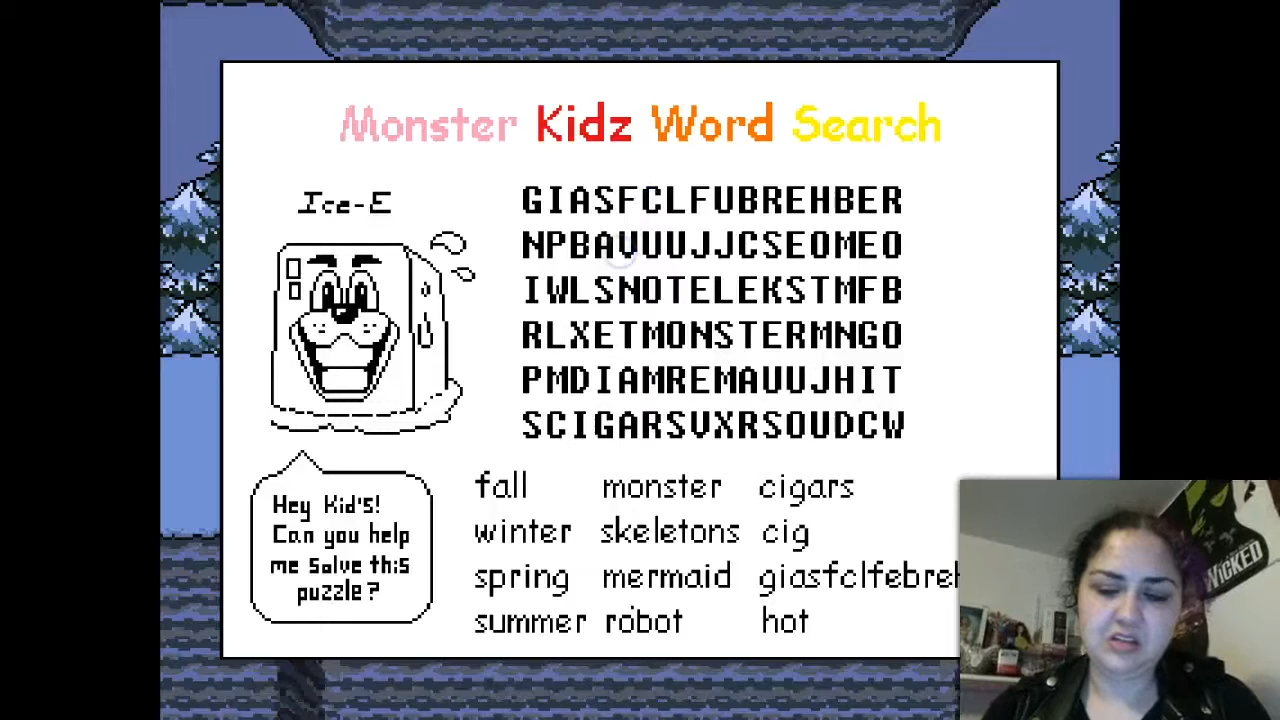 Monster Kidz Word Search
Ice-E
GIASFCLFUBREHBER
NPBAVUUJJCSEOMEO
IWLSNOTELEKSTMFB
RLXETMONSTERMNGO
PMDIAMREMAUUJHIT
SCIGARSVXRSOUDCW
Hey Kid's!
Can you help
me Solve thiS
puzzle?
fall monster cigars
winter skeletons cig
spring mermaid giasfclfebreh
summer robot hot
WICKED